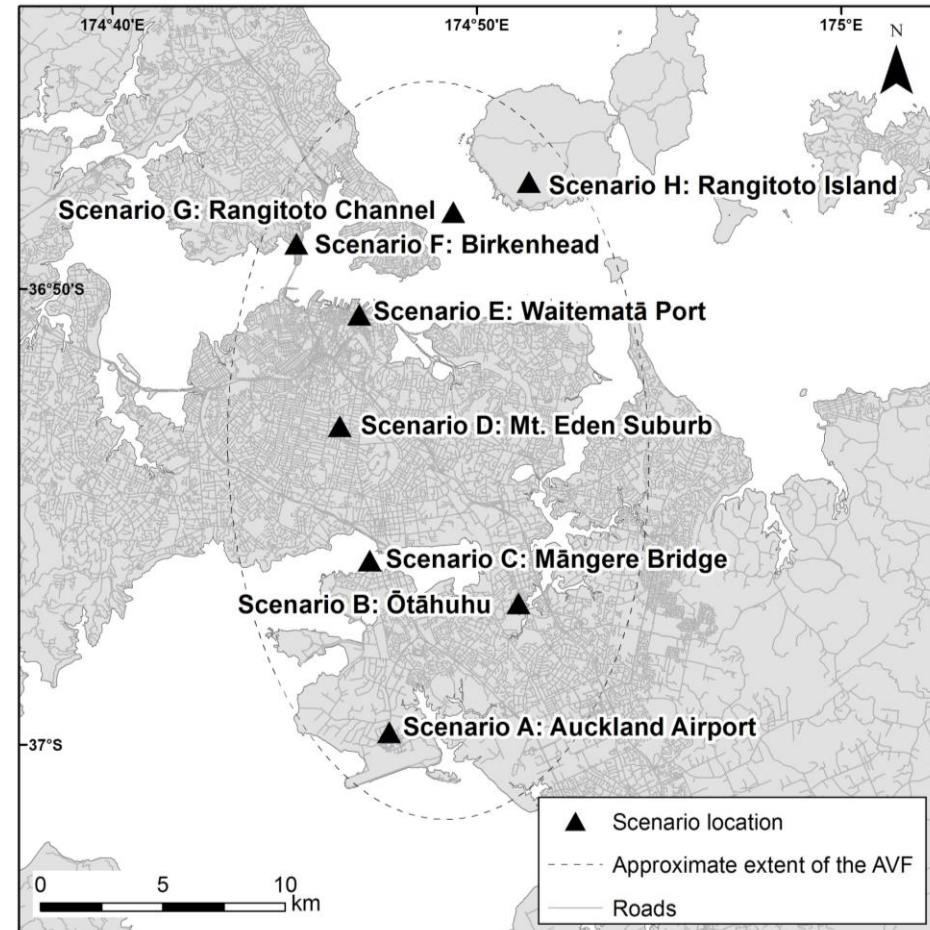 174°40'E 174°50'E 175°E
N
Scenario H: Rangitoto Island
Scenario G: Rangitoto Channel
Scenario F: Birkenhead
36°50'S
Scenario E: Waitematā Port
Scenario D: Mt. Eden Suburb
Scenario C: Māngere Bridge
Scenario B: Ōtāhuhu
Scenario A: Auckland Airport
37°S
Scenario location
Approximate extent of the AVF
Roads
0 5 10
km